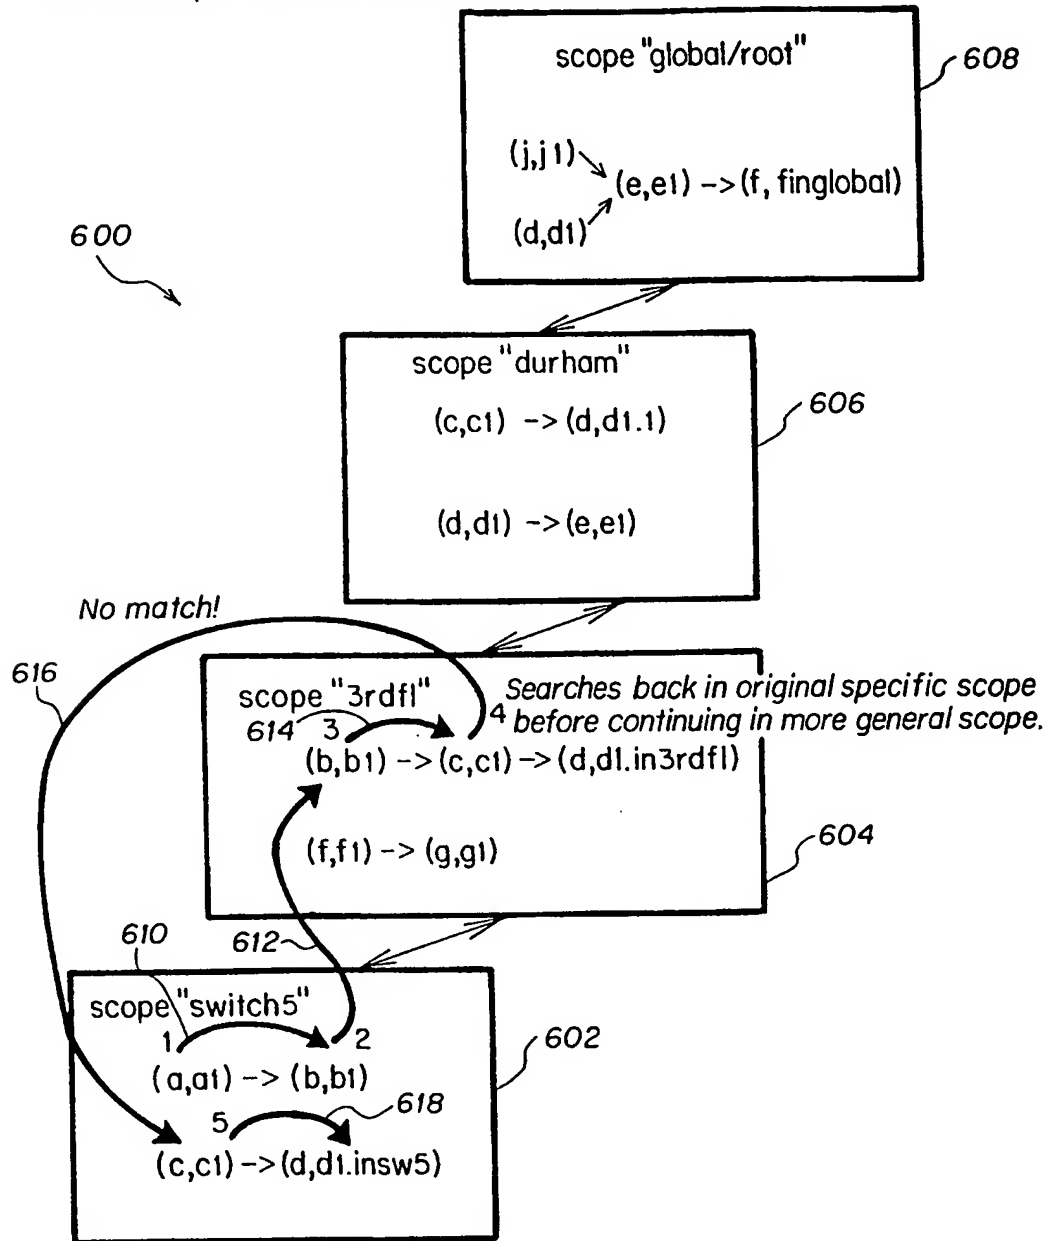 scope "global/root"
608
(j,j1)
(e,e1) -> (f, finglobal)
(d,d1)
600
scope "durham"
606
(c,c1) -> (d,d1.1)
(d,d1) -> (e,e1)
No match!
616
scope "3rdfl"
4 Searches back in original specific scope
before continuing in more general scope.
614 3
(b,b1) -> (c,c1) -> (d,d1.in3rdfl)
604
(f,f1) -> (g,g1)
610
612
scope "switch5"
602
1 2
(a,a1) -> (b,b1)
5 618
(c,c1) -> (d,d1.insw5)